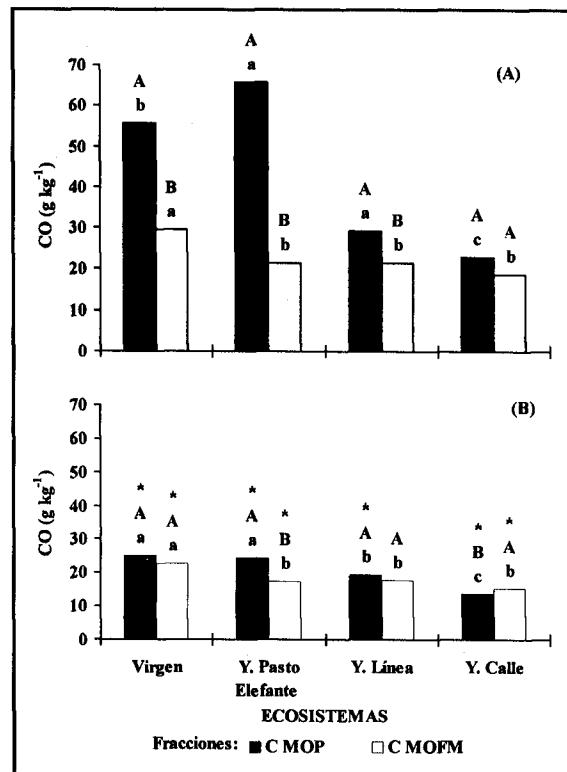 A A
b a (A)
B A B A A
a b a b c b
CO (g kg-1)
70
60
50
40
30
20
10
0
(B)
* * * * * * *
A A A B A A B A
a a a b b b c b
CO (g kg-1)
70
60
50
40
30
20
10
0
Virgen Y. Pasto Elefante Y. Línea Y. Calle
ECOSISTEMAS
Fracciones: C MOP C MOFM